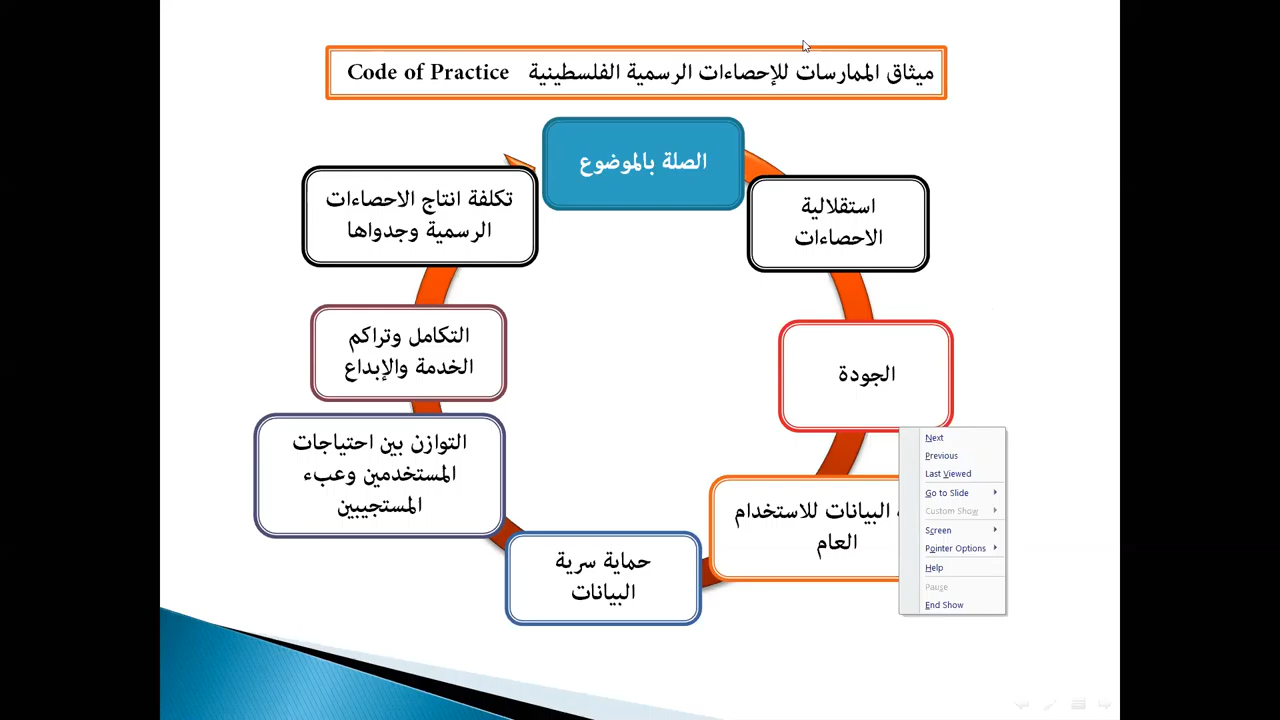 ميثاق الممارسات للإحصاءات الرسمية الفلسطينية Code of Practice
الصلة بالموضوع
استقلالية
الاحصاءات
الجودة
البيانات للاستخدام
العام
حماية سرية
البيانات
التوازن بين احتياجات
المستخدمين وعبء
المستجيبين
التكامل وتراكم
الخدمة والإبداع
تكلفة انتاج الاحصاءات
الرسمية وجدواها
Next
Previous
Last Viewed
Go to Slide
Custom Show
Screen
Pointer Options
Help
Pause
End Show